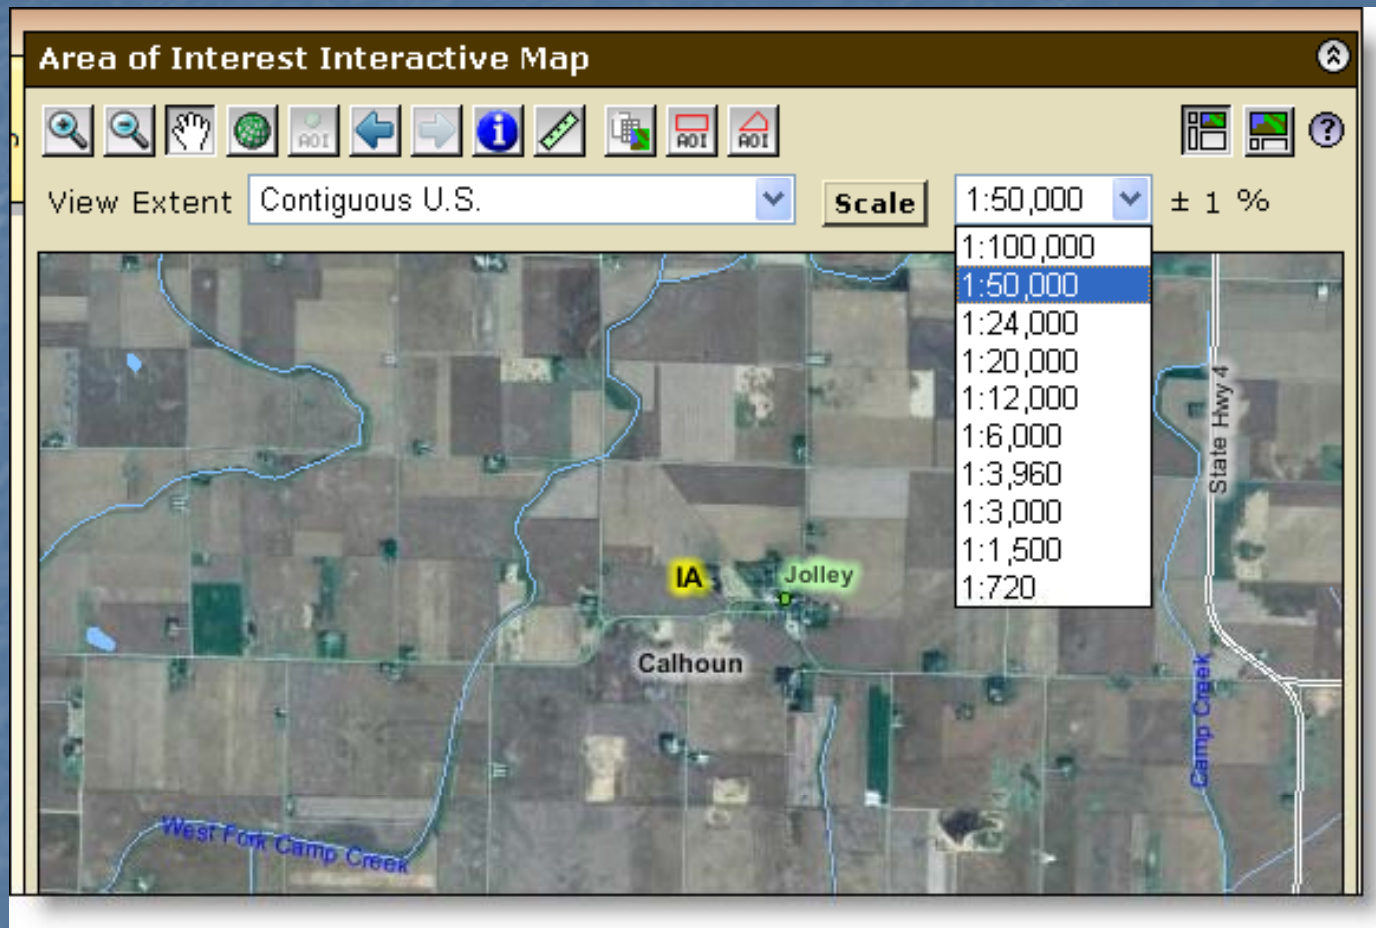 Area of Interest Interactive Map
AOI
i
AOI
AOI
?
View Extent
Contiguous U.S.
Scale
1:50,000
± 1 %
1:100,000
1:50,000
1:24,000
1:20,000
1:12,000
1:6,000
1:3,960
1:3,000
1:1,500
1:720
State Hwy 4
IA
Jolley
Calhoun
Camp Creek
West Fork Camp Creek